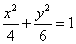 x²/4 + y²/6 = 1